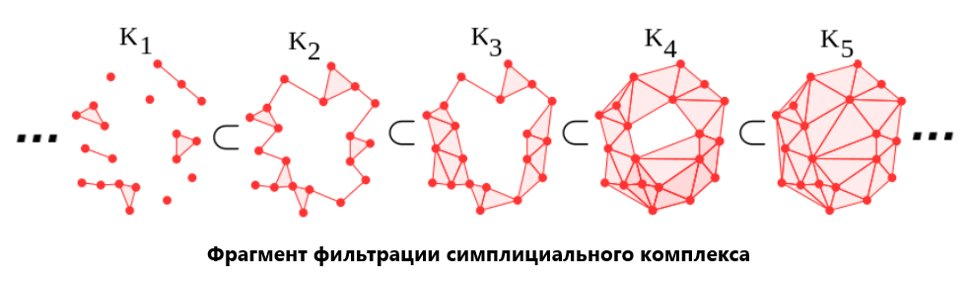 K1 K2 K3 K4 K5
... ⊂ ⊂ ⊂ ⊂ ...
Фрагмент фильтрации симплициального комплекса